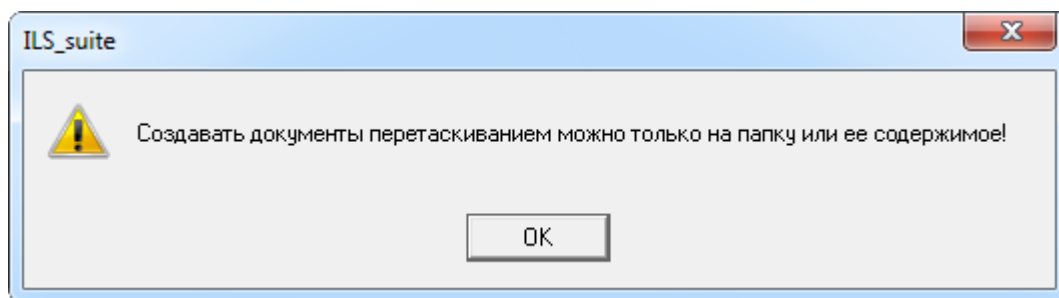 ILS_suite
Создавать документы перетаскиванием можно только на папку или ее содержимое!
OK